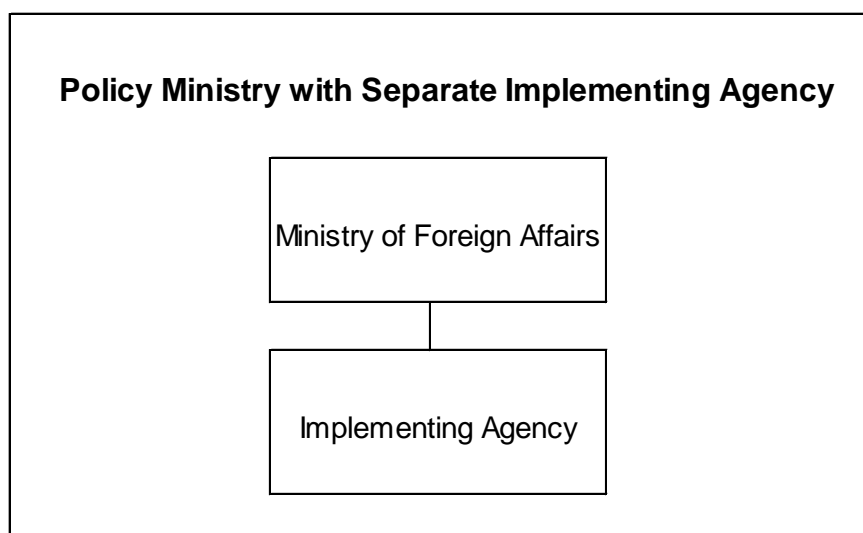 Policy Ministry with Separate Implementing Agency
Ministry of Foreign Affairs
Implementing Agency